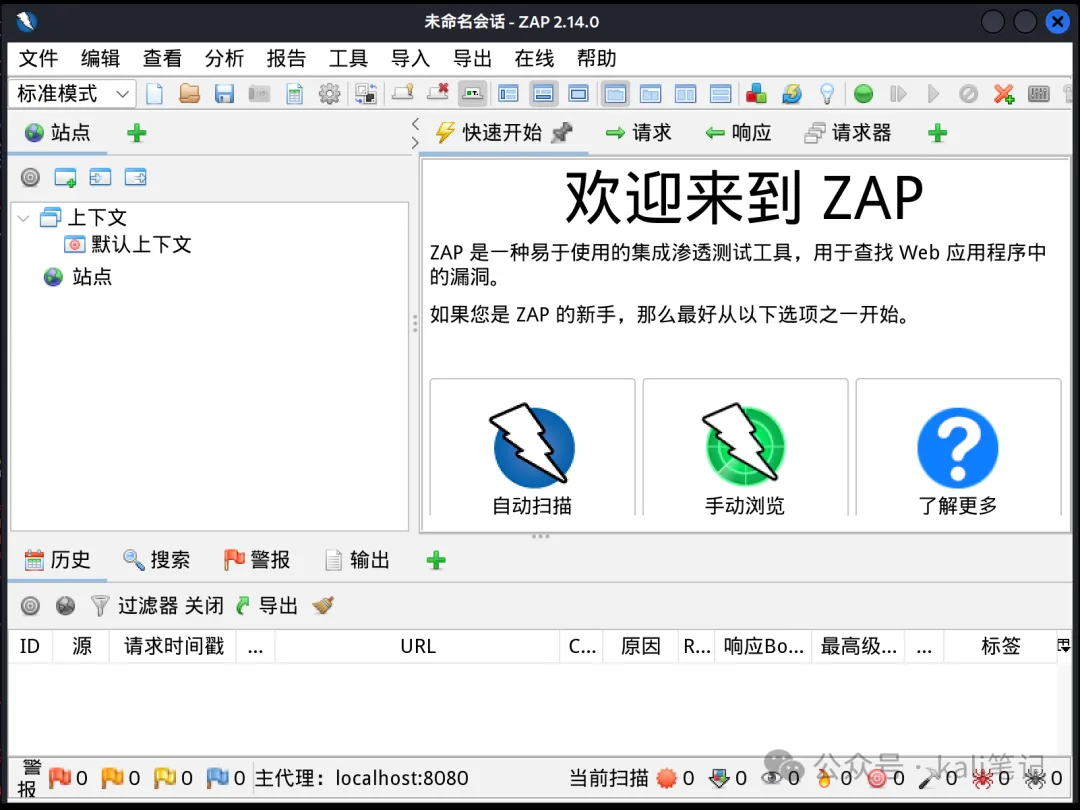 未命名会话 - ZAP 2.14.0
文件 编辑 查看 分析 报告 工具 导入 导出 在线 帮助
标准模式
站点
快速开始 请求 响应 请求器
上下文
默认上下文
站点
欢迎来到 ZAP
ZAP 是一种易于使用的集成渗透测试工具，用于查找 Web 应用程序中
的漏洞。
如果您是 ZAP 的新手，那么最好从以下选项之一开始。
自动扫描 手动浏览 了解更多
历史 搜索 警报 输出
过滤器 关闭 导出
ID 源 请求时间戳 ... URL C... 原因 R... 响应Bo... 最高级... ... 标签
警报 0 0 0 0 主代理： localhost:8080 当前扫描 0 0 0 0 0 0 0 0
公众号 · kali笔记